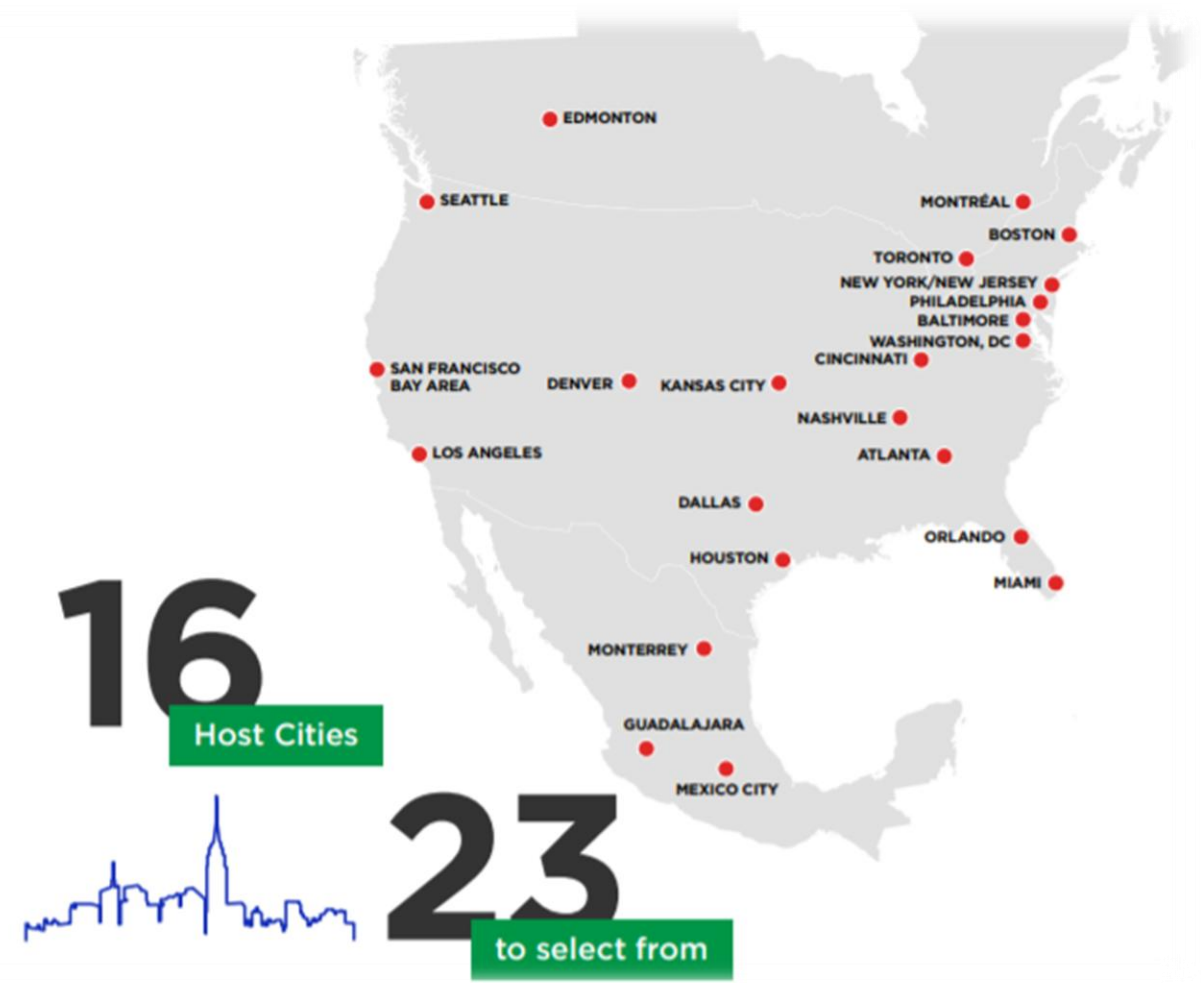 EDMONTON
SEATTLE
MONTRÉAL
BOSTON
TORONTO
NEW YORK/NEW JERSEY
PHILADELPHIA
BALTIMORE
WASHINGTON, DC
CINCINNATI
SAN FRANCISCO
BAY AREA
DENVER
KANSAS CITY
NASHVILLE
LOS ANGELES
ATLANTA
DALLAS
ORLANDO
HOUSTON
MIAMI
MONTERREY
GUADALAJARA
MEXICO CITY
16
Host Cities
23
to select from